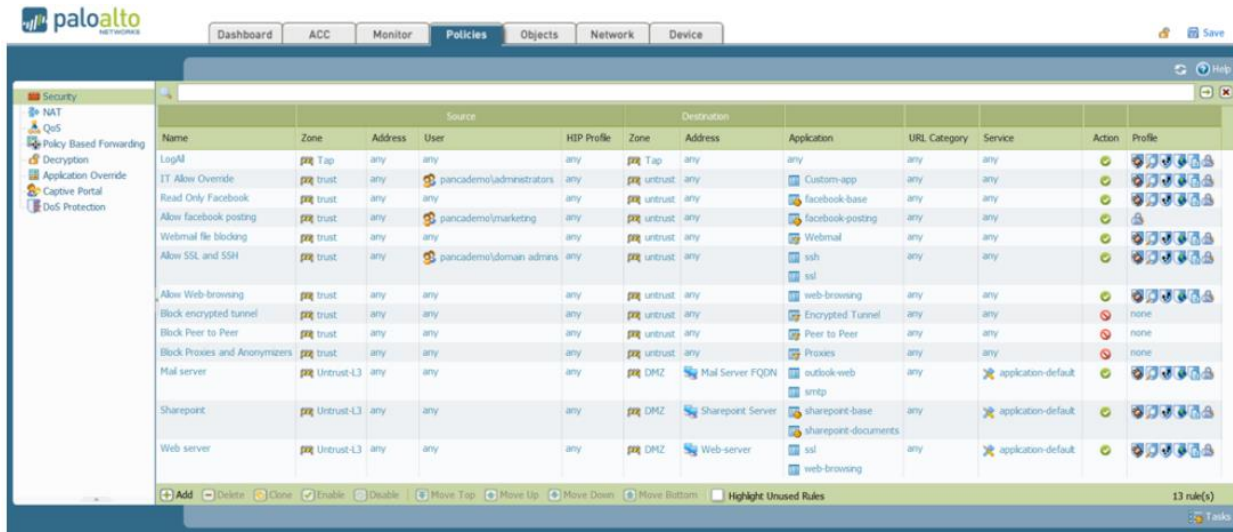 paloalto
NETWORKS
Dashboard ACC Monitor Policies Objects Network Device
Save
Help
Security
NAT
QoS
Policy Based Forwarding
Decryption
Application Override
Captive Portal
DoS Protection
Source Destination
Name Zone Address User HIP Profile Zone Address Application URL Category Service Action Profile
LogAll Tap any any any Tap any any any any
IT Allow Override trust any pancademo\administrators any untrust any Custom-app any any
Read Only Facebook trust any any any untrust any facebook-base any any
Allow facebook posting trust any pancademo\marketing any untrust any facebook-posting any any
Webmail file blocking trust any any any untrust any Webmail any any
Allow SSL and SSH trust any pancademo\domain admins any untrust any ssh any any
ssl
Allow Web-browsing trust any any any untrust any web-browsing any any
Block encrypted tunnel trust any any any untrust any Encrypted Tunnel any any none
Block Peer to Peer trust any any any untrust any Peer to Peer any any none
Block Proxies and Anonymizers trust any any any untrust any Proxies any any none
Mail server Untrust-L3 any any any DMZ Mail Server FQDN outlook-web any application-default
smtp
Sharepoint Untrust-L3 any any any DMZ Sharepoint Server sharepoint-base any application-default
sharepoint-documents
Web server Untrust-L3 any any any DMZ Web-server ssl any application-default
web-browsing
Add Delete Clone Enable Disable Move Top Move Up Move Down Move Bottom Highlight Unused Rules 13 rule(s)
Tasks